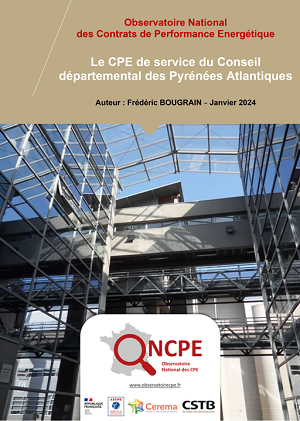 Observatoire National
des Contrats de Performance Energétique
Le CPE de service du Conseil
départemental des Pyrénées Atlantiques
Auteur : Frédéric BOUGRAIN - Janvier 2024
ONCPE
Observatoire
National des CPE
www.observatoirecpe.fr
RÉPUBLIQUE
FRANÇAISE
ADEME
Cerema
CSTB